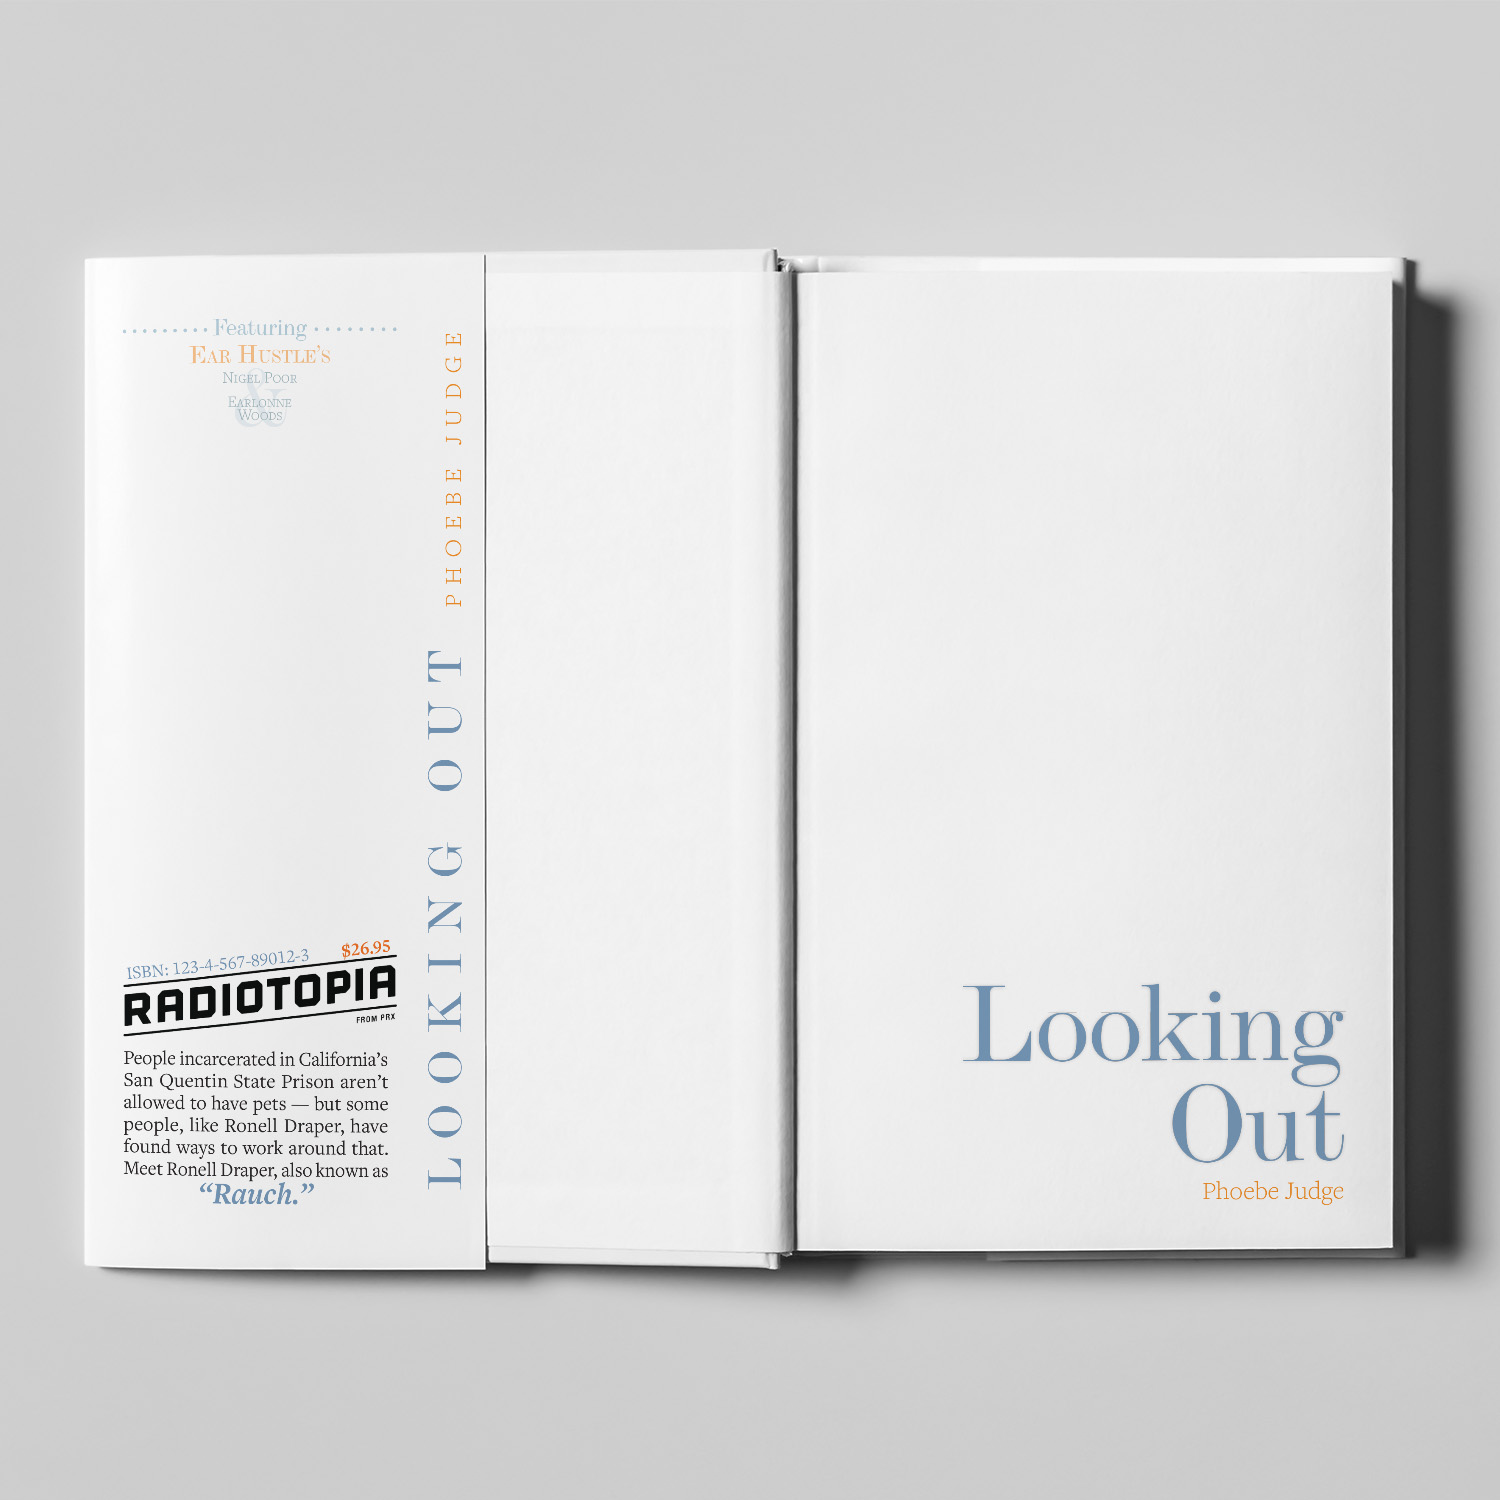 Featuring
EAR HUSTLE'S
NIGEL POOR
&
EARLONNE
WOODS
PHOEBE JUDGE
LOOKING OUT
ISBN: 123-4-567-89012-3 $26.95
RADIOTOPIA
FROM PRX
People incarcerated in California's
San Quentin State Prison aren't
allowed to have pets — but some
people, like Ronell Draper, have
found ways to work around that.
Meet Ronell Draper, also known as
“Rauch.”
Looking
Out
Phoebe Judge